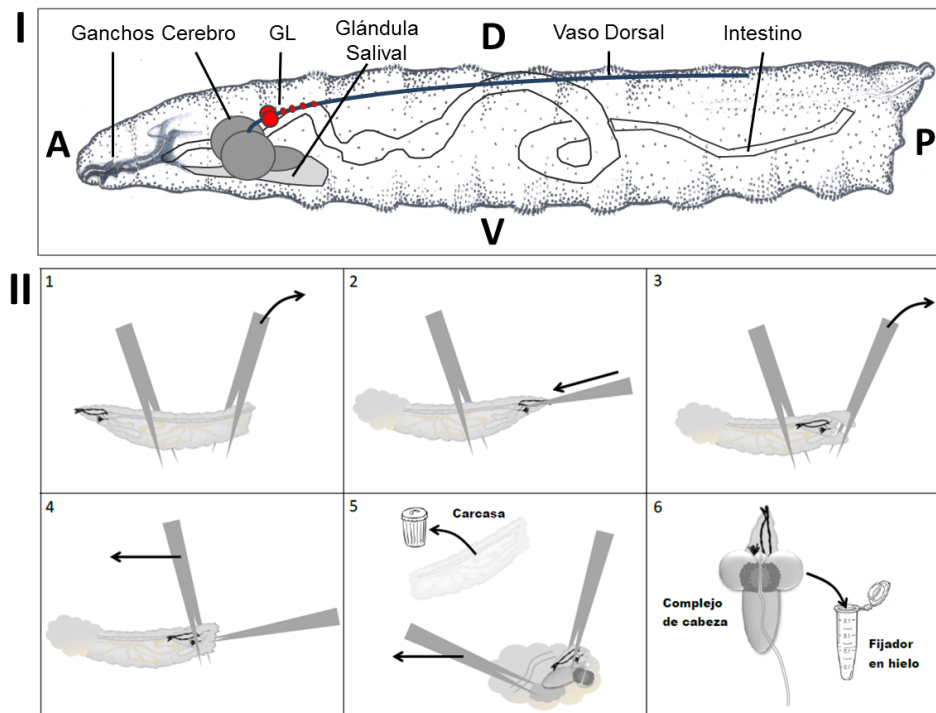 I
Ganchos
Cerebro
GL
Glándula
Salival
D
Vaso Dorsal
Intestino
A
P
V
II
1
2
3
4
5
Carcasa
6
Complejo
de cabeza
Fijador
en hielo